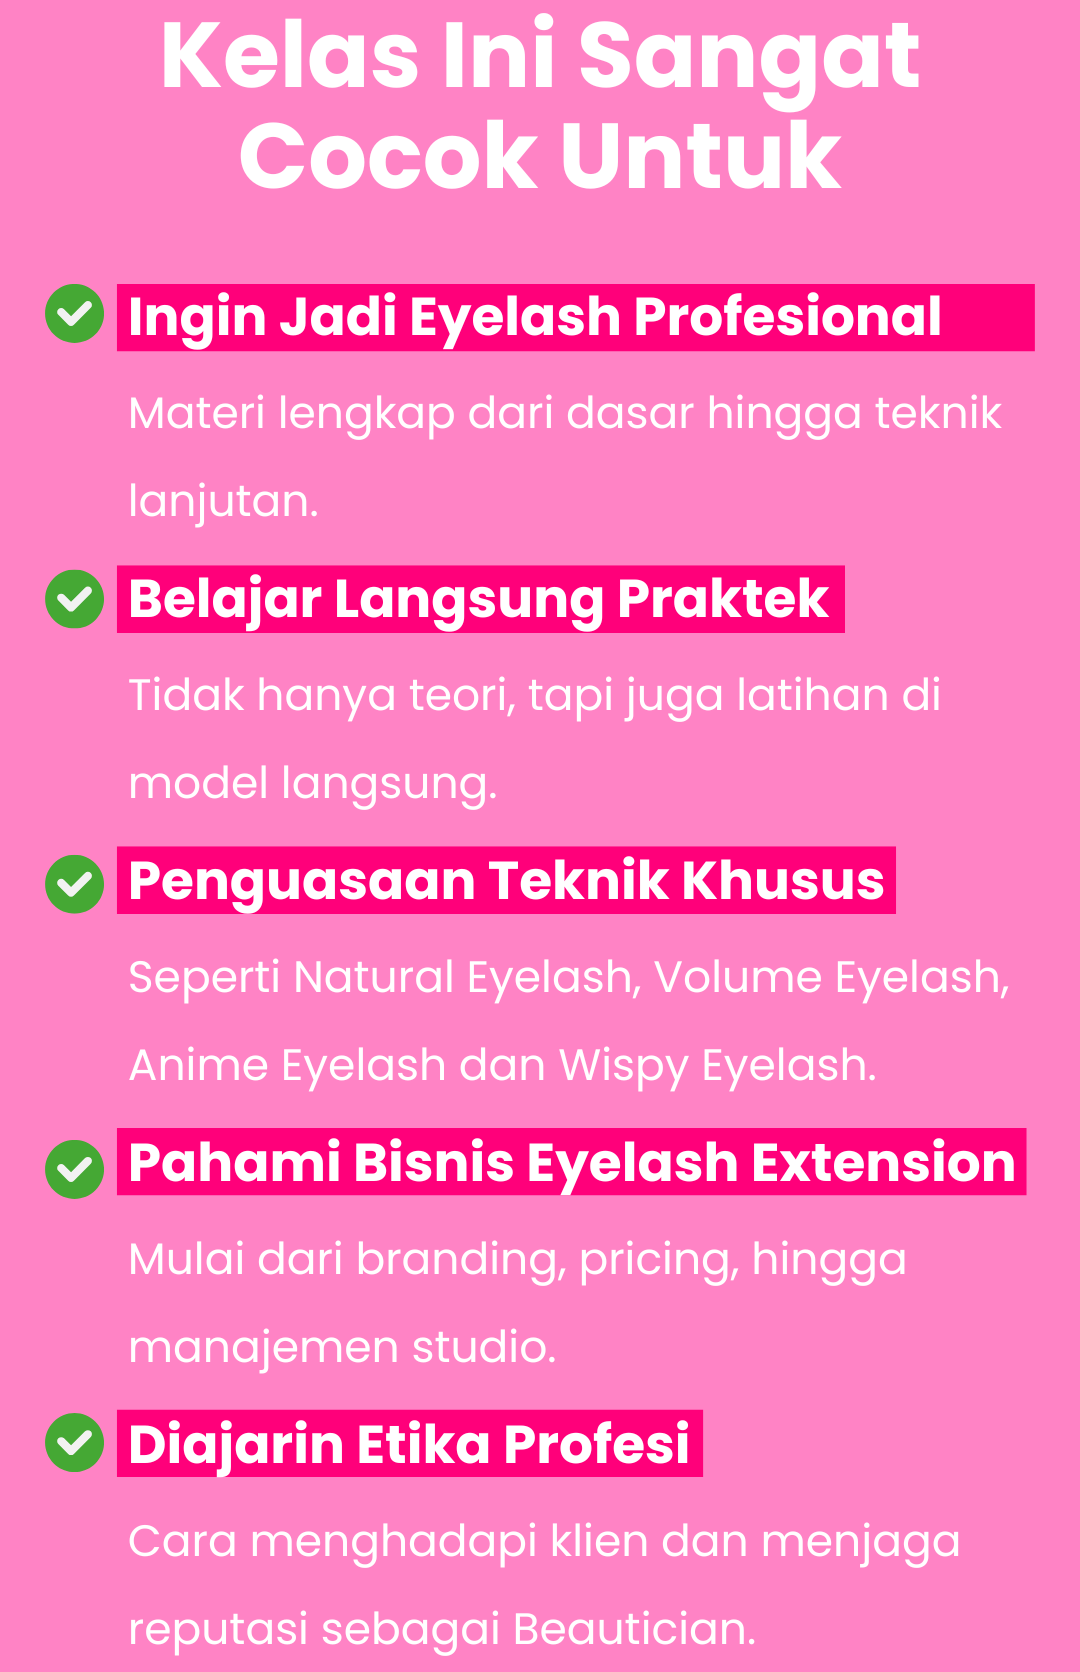 Kelas Ini Sangat
Cocok Untuk
Ingin Jadi Eyelash Profesional
Materi lengkap dari dasar hingga teknik
lanjutan.
Belajar Langsung Praktek
Tidak hanya teori, tapi juga latihan di
model langsung.
Penguasaan Teknik Khusus
Seperti Natural Eyelash, Volume Eyelash,
Anime Eyelash dan Wispy Eyelash.
Pahami Bisnis Eyelash Extension
Mulai dari branding, pricing, hingga
manajemen studio.
Diajarin Etika Profesi
Cara menghadapi klien dan menjaga
reputasi sebagai Beautician.